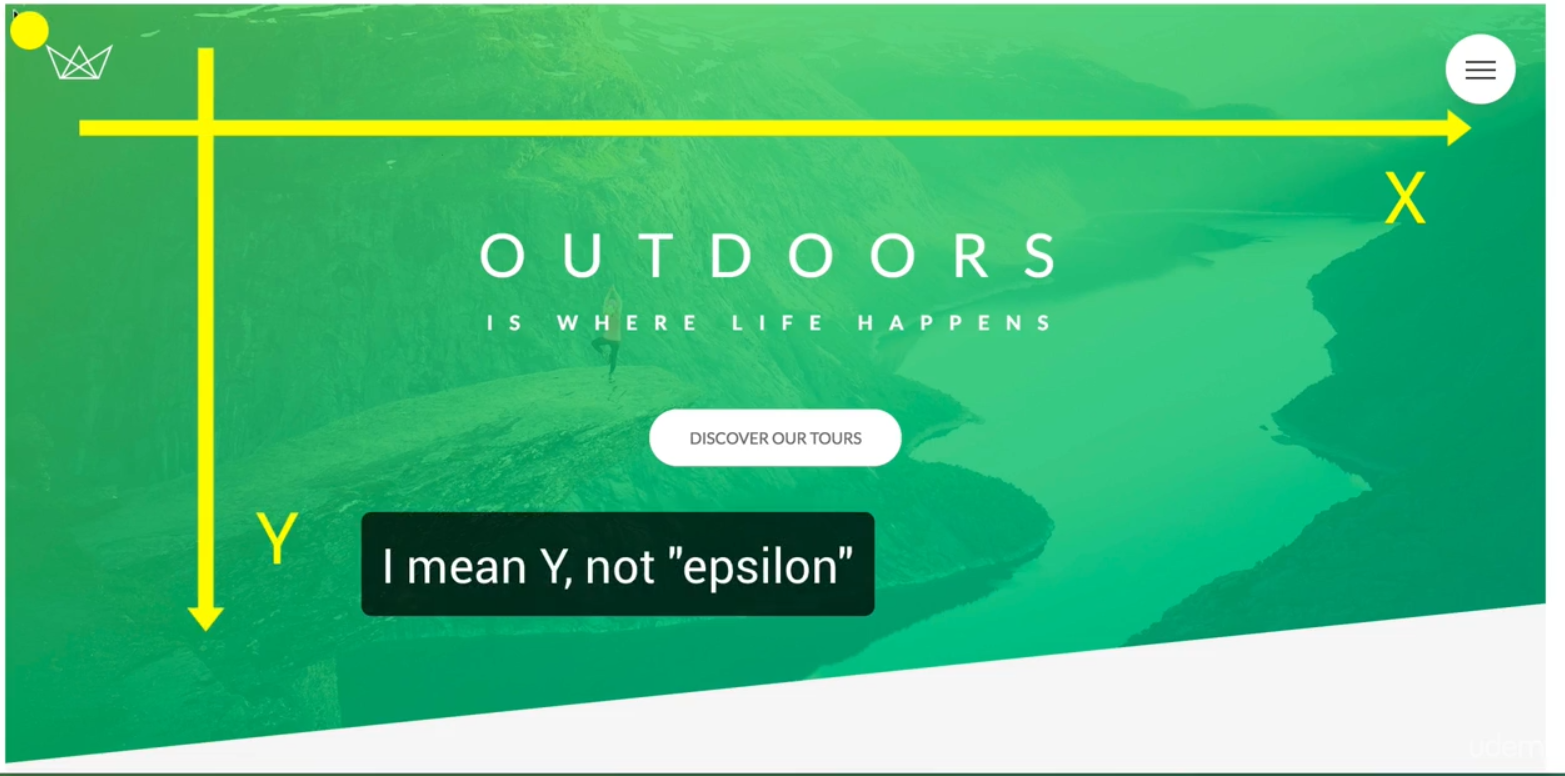 X
OUTDOORS
IS WHERE LIFE HAPPENS
DISCOVER OUR TOURS
Y
I mean Y, not "epsilon"